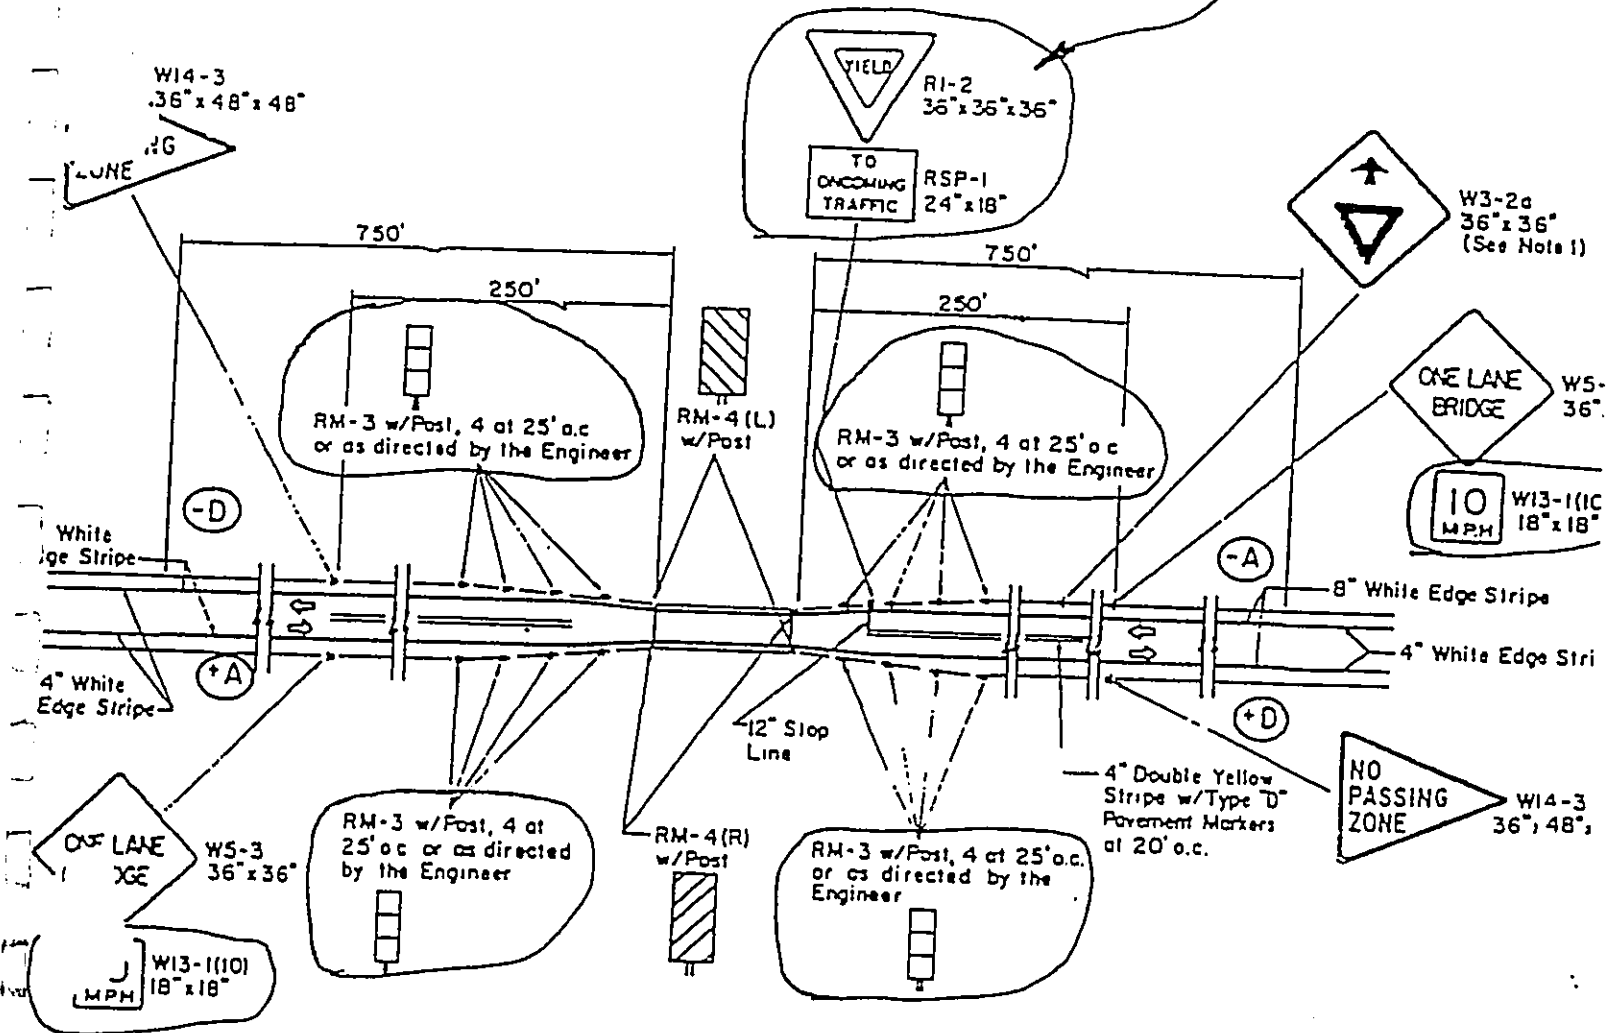 W14-3
36"x48"x48"
ZONE
YIELD
R1-2
36"x36"x36"
TO
ONCOMING
TRAFFIC
RSP-1
24"x18"
W3-2a
36"x36"
(See Note 1)
750'
250'
750'
250'
RM-3 w/Post, 4 at 25' o.c
or as directed by the Engineer
RM-4(L)
w/Post
RM-3 w/Post, 4 at 25' o c
or as directed by the Engineer
ONE LANE
BRIDGE
W5-
36"
10
MPH
W13-1(10
18"x18"
-D
White
ge Stripe
-A
8" White Edge Stripe
4" White Edge Stri
+A
4" White
Edge Stripe
12" Stop
Line
+D
4" Double Yellow
Stripe w/Type "D"
Pavement Markers
at 20' o.c.
NO
PASSING
ZONE
W14-3
36", 48",
ONE LANE
W5-3
36"x36"
RM-3 w/Post, 4 at
25' o c or as directed
by the Engineer
RM-4(R)
w/Post
RM-3 w/Post, 4 at 25' o.c.
or as directed by the
Engineer
MPH
W13-1(10)
18"x18"